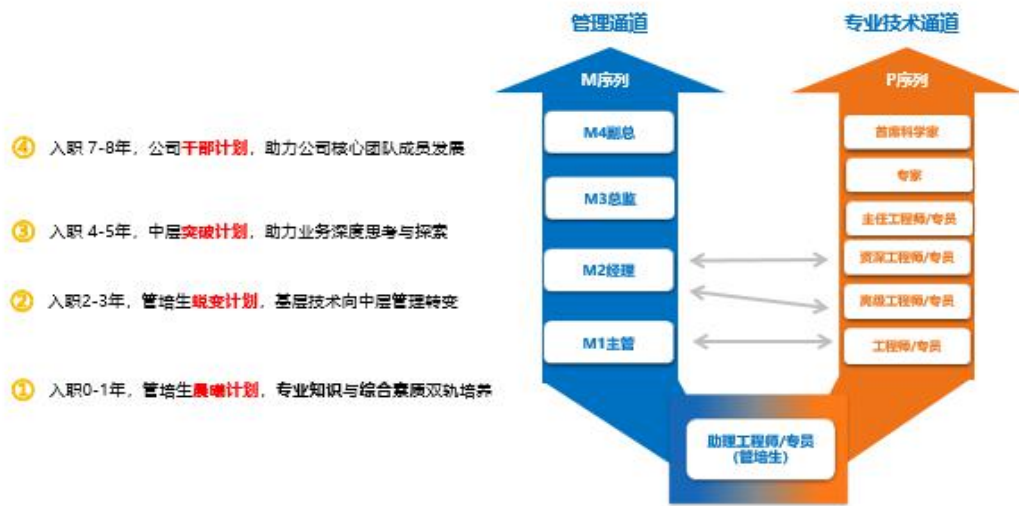 管理通道
专业技术通道
M序列
P序列
④ 入职 7-8年，公司干部计划，助力公司核心团队成员发展
③ 入职 4-5年，中层突破计划，助力业务深度思考与探索
② 入职2-3年，管培生蜕变计划，基层技术向中层管理转变
① 入职0-1年，管培生晨曦计划，专业知识与综合素质双轨培养
M4副总
M3总监
M2经理
M1主管
首席科学家
专家
主任工程师/专员
资深工程师/专员
高级工程师/专员
工程师/专员
助理工程师/专员
(管培生)